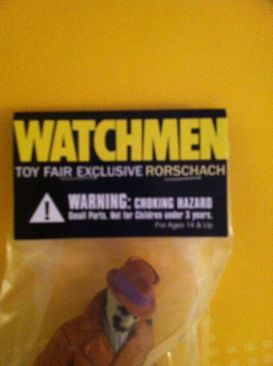 WATCHMEN
TOY FAIR EXCLUSIVE RORSCHACH
WARNING: CHOKING HAZARD
Small Parts. Not for Children under 3 years.
For Ages 14 & Up